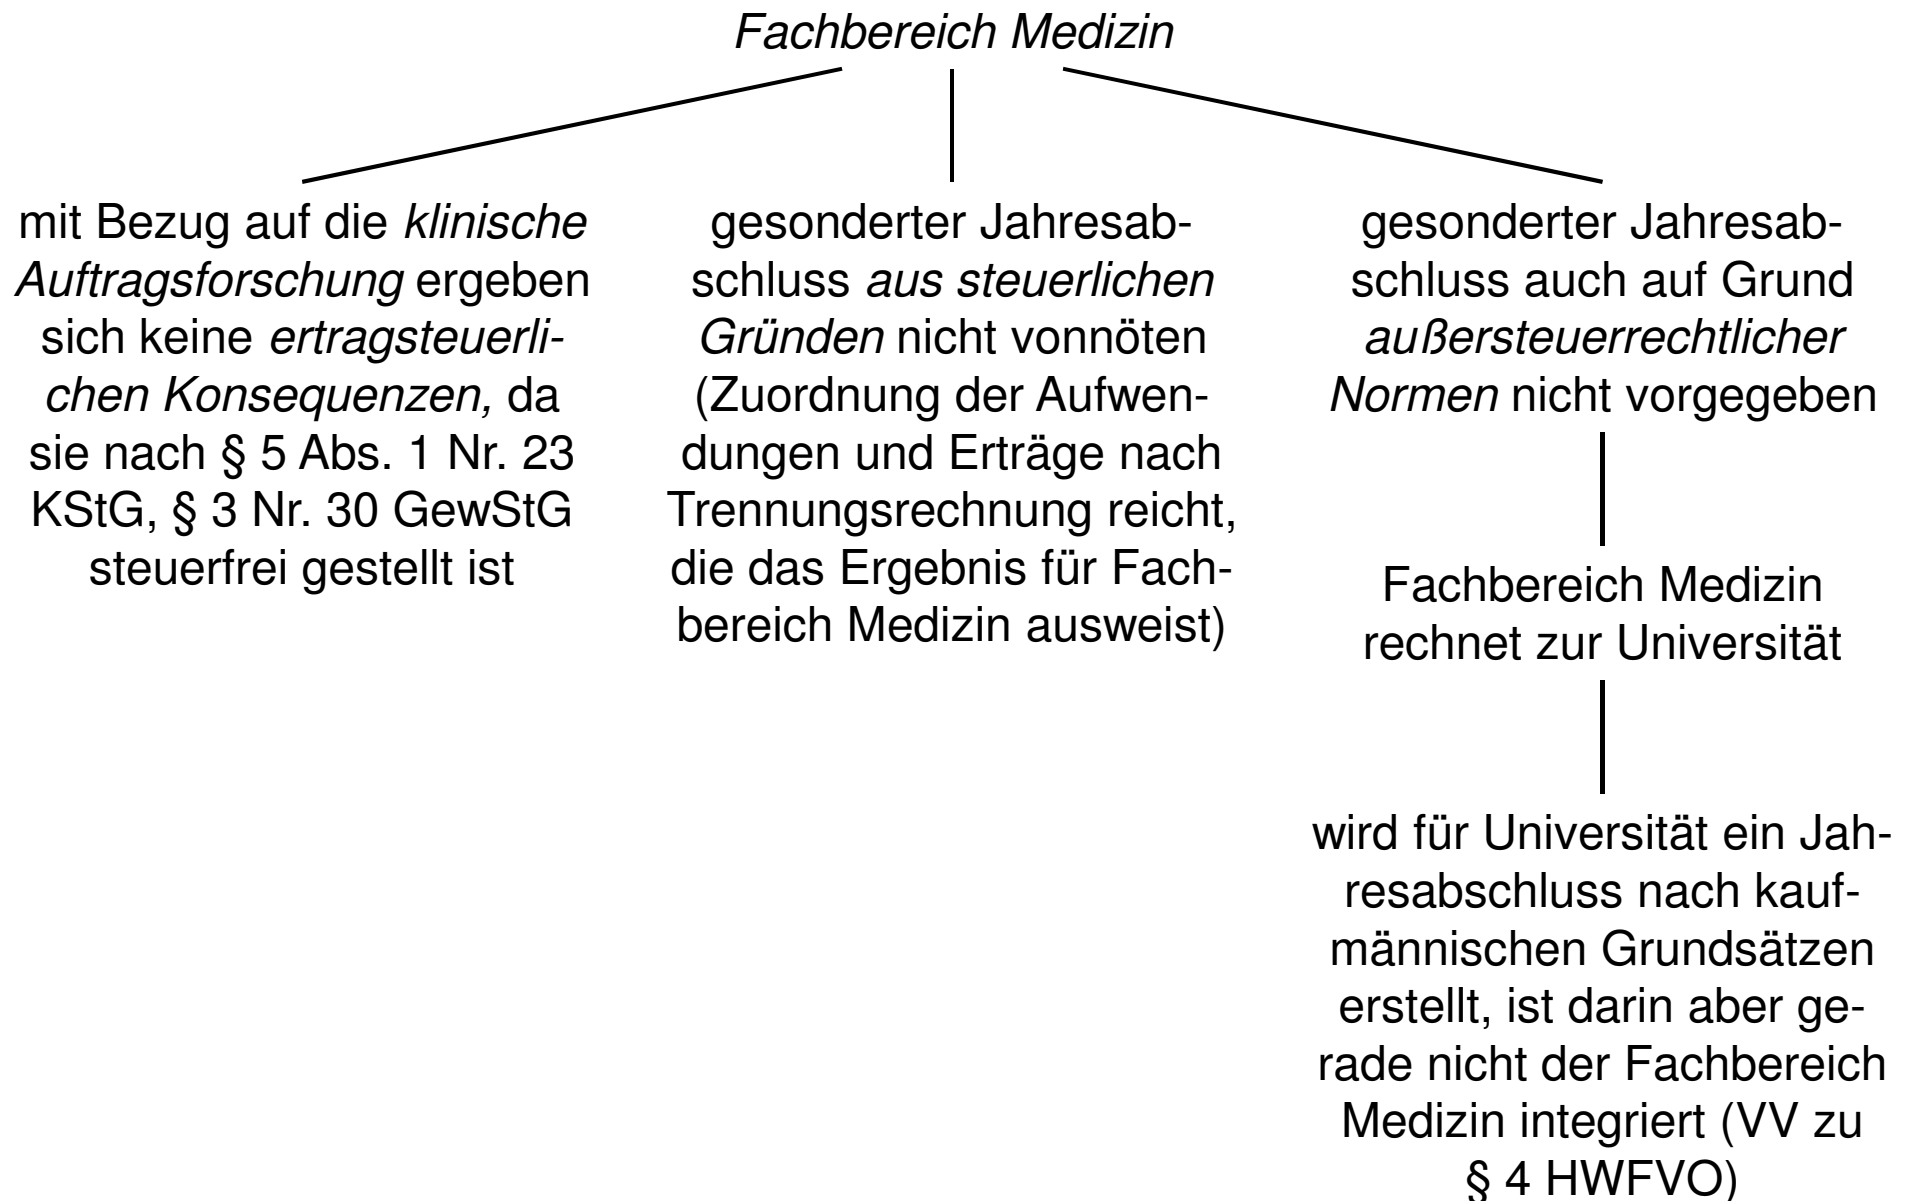 Fachbereich Medizin
mit Bezug auf die klinische
Auftragsforschung ergeben
sich keine ertragsteuerli-
chen Konsequenzen, da
sie nach § 5 Abs. 1 Nr. 23
KStG, § 3 Nr. 30 GewStG
steuerfrei gestellt ist
gesonderter Jahresab-
schluss aus steuerlichen
Gründen nicht vonnöten
(Zuordnung der Aufwen-
dungen und Erträge nach
Trennungsrechnung reicht,
die das Ergebnis für Fach-
bereich Medizin ausweist)
gesonderter Jahresab-
schluss auch auf Grund
außersteuerrechtlicher
Normen nicht vorgegeben
Fachbereich Medizin
rechnet zur Universität
wird für Universität ein Jah-
resabschluss nach kauf-
männischen Grundsätzen
erstellt, ist darin aber ge-
rade nicht der Fachbereich
Medizin integriert (VV zu
§ 4 HWFVO)